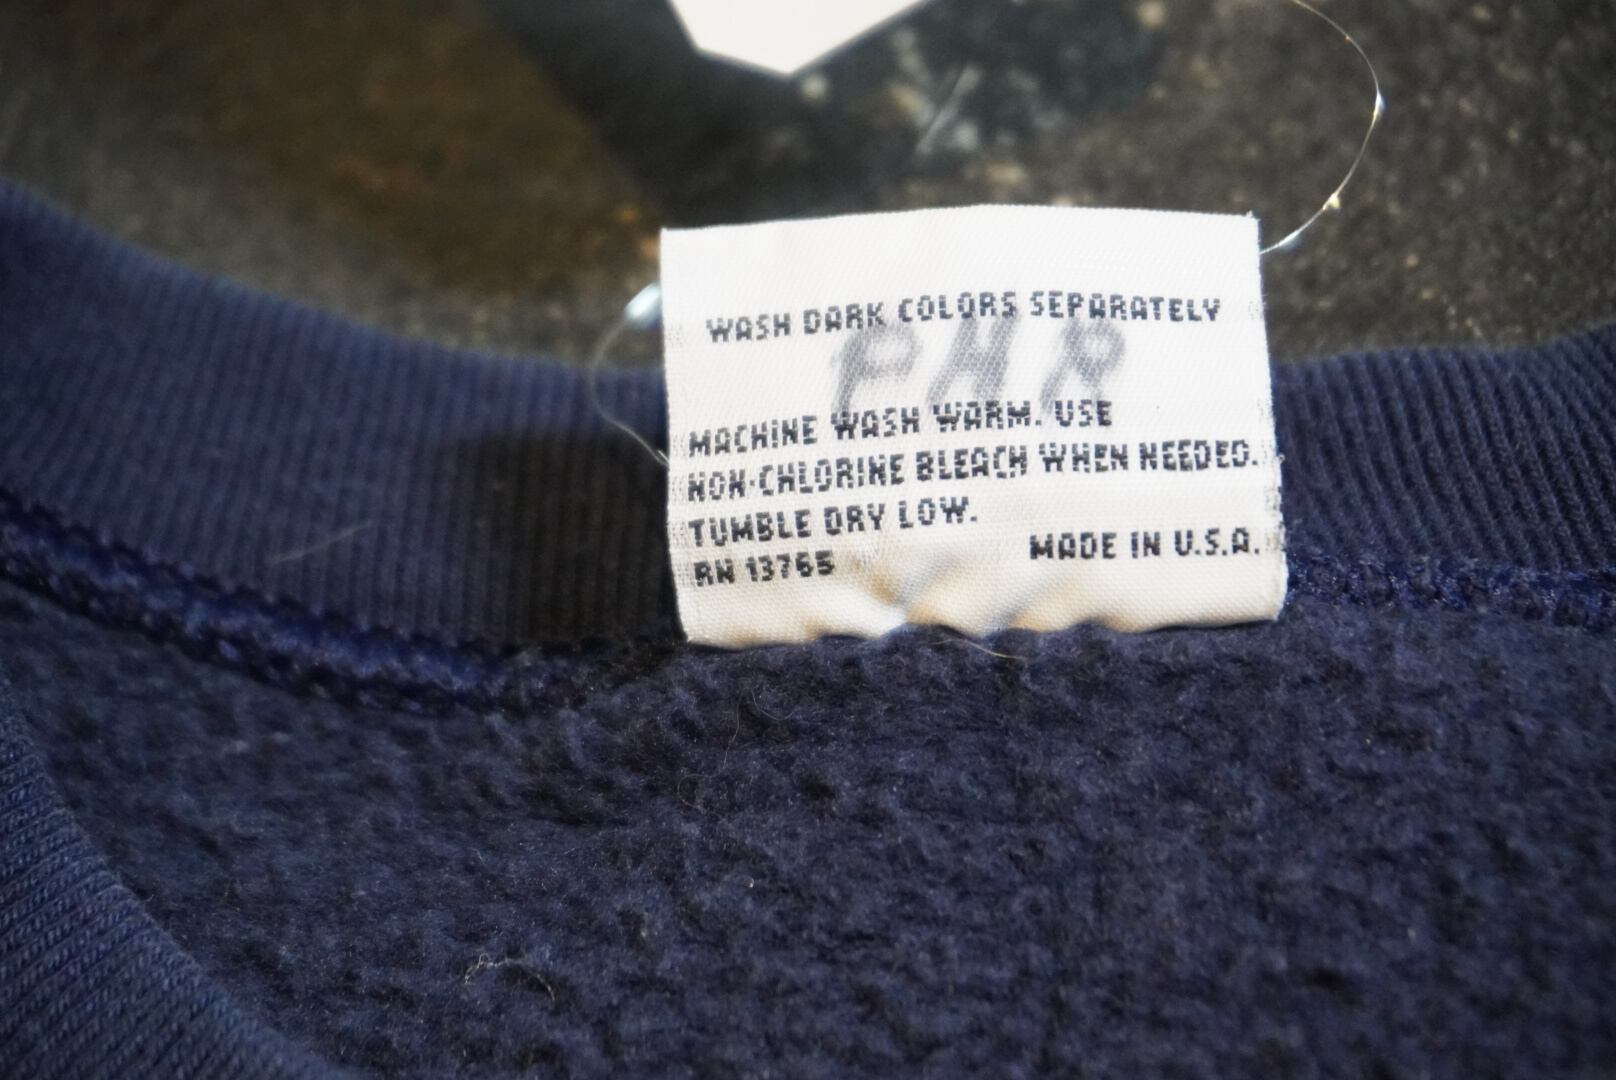 WASH DARK COLORS SEPARATELY
PHR
MACHINE WASH WARM. USE
NON-CHLORINE BLEACH WHEN NEEDED.
TUMBLE DRY LOW.
RN 13765 MADE IN U.S.A.